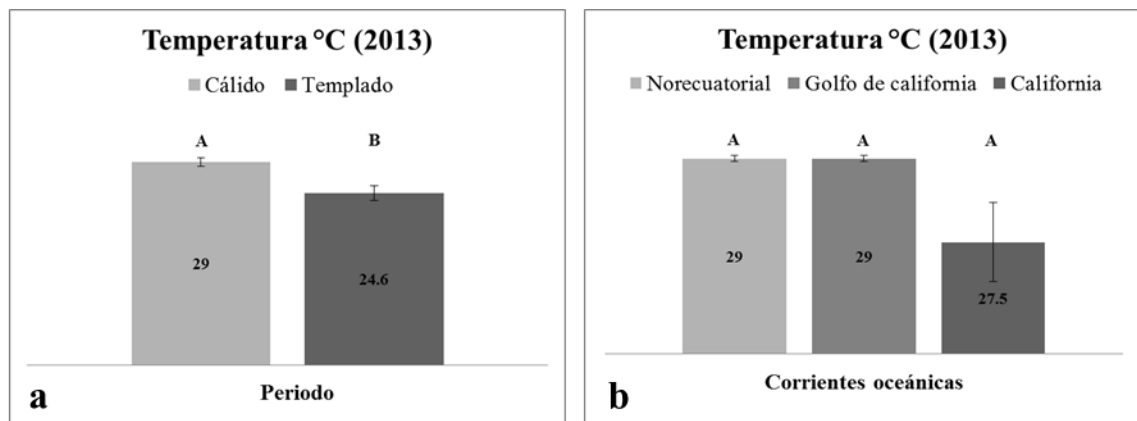 Temperatura °C (2013)
Cálido Templado
A B
29 24.6
Periodo
a
Temperatura °C (2013)
Norecuatorial Golfo de california California
A A A
29 29 27.5
Corrientes oceánicas
b